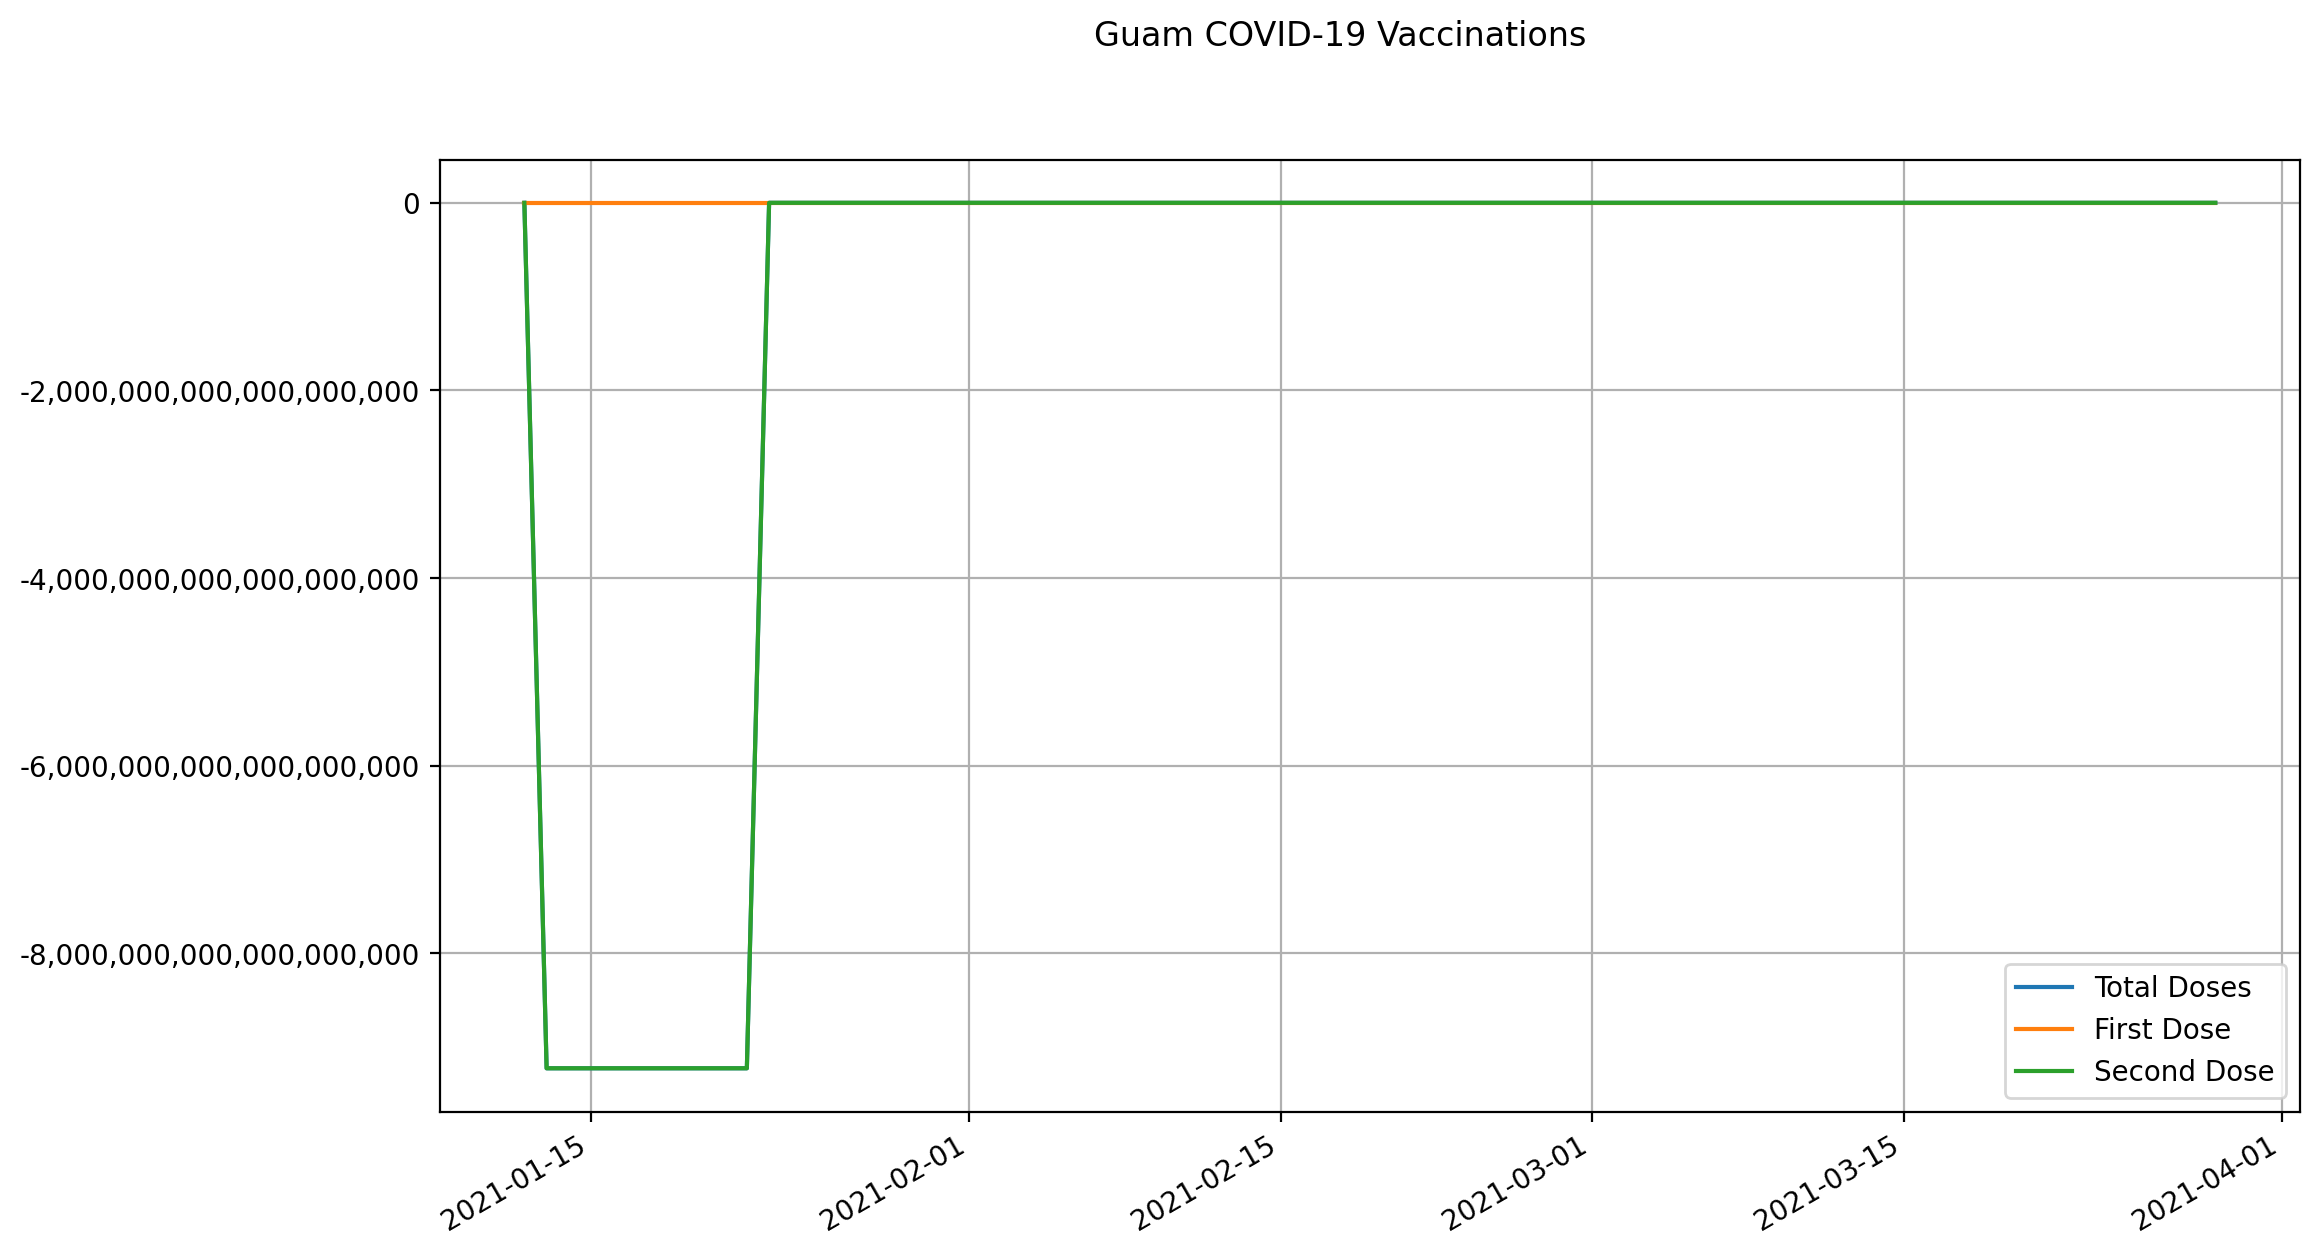 Guam COVID-19 Vaccinations
0
-2,000,000,000,000,000,000
-4,000,000,000,000,000,000
-6,000,000,000,000,000,000
-8,000,000,000,000,000,000
Total Doses
First Dose
Second Dose
2021-01-15
2021-02-01
2021-02-15
2021-03-01
2021-03-15
2021-04-01